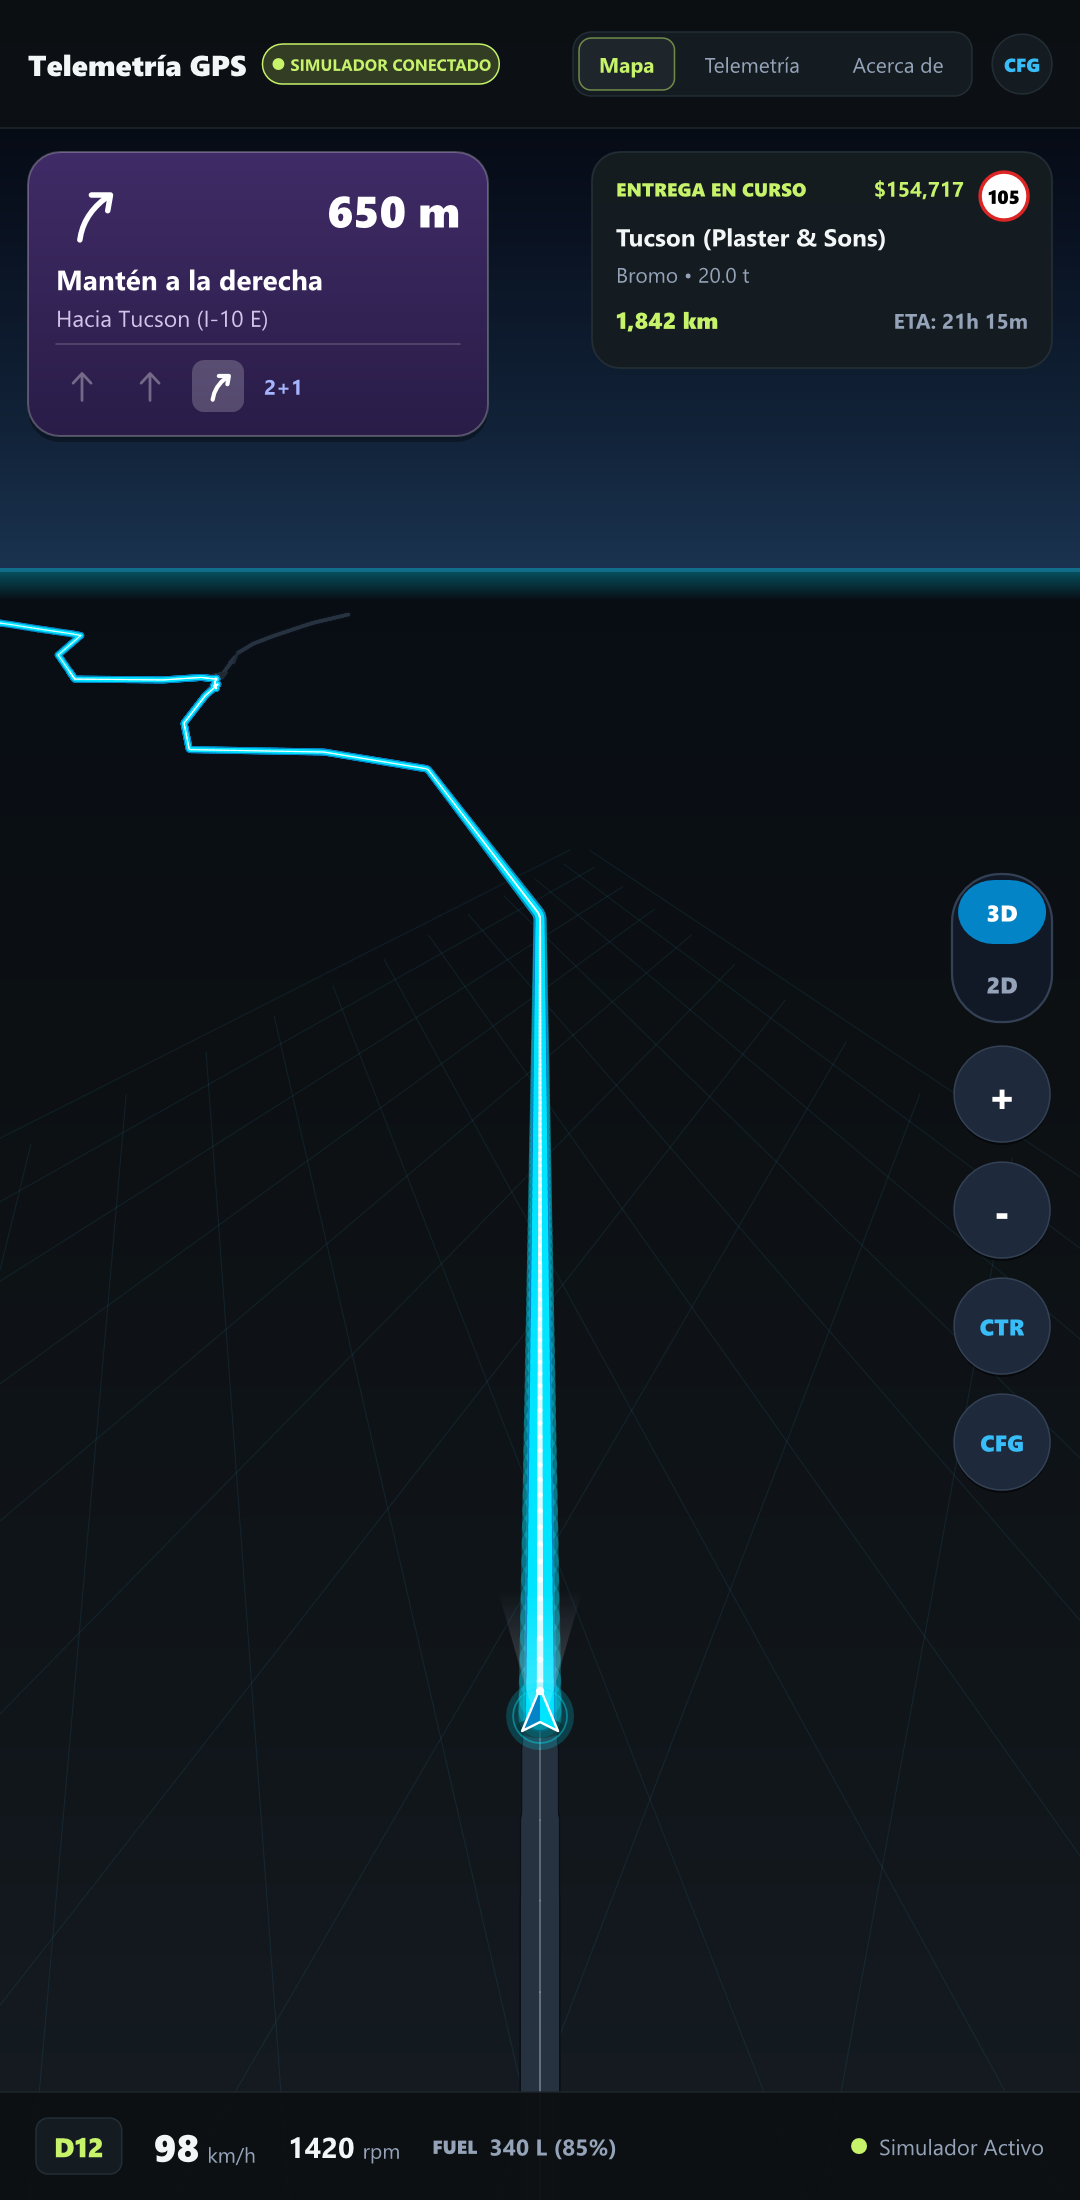 Telemetría GPS
SIMULADOR CONECTADO
Mapa
Telemetría
Acerca de
CFG
650 m
Mantén a la derecha
Hacia Tucson (I-10 E)
2+1
ENTREGA EN CURSO
$154,717
105
Tucson (Plaster & Sons)
Bromo • 20.0 t
1,842 km
ETA: 21h 15m
3D
2D
+
-
CTR
CFG
D12
98 km/h
1420 rpm
FUEL 340 L (85%)
Simulador Activo